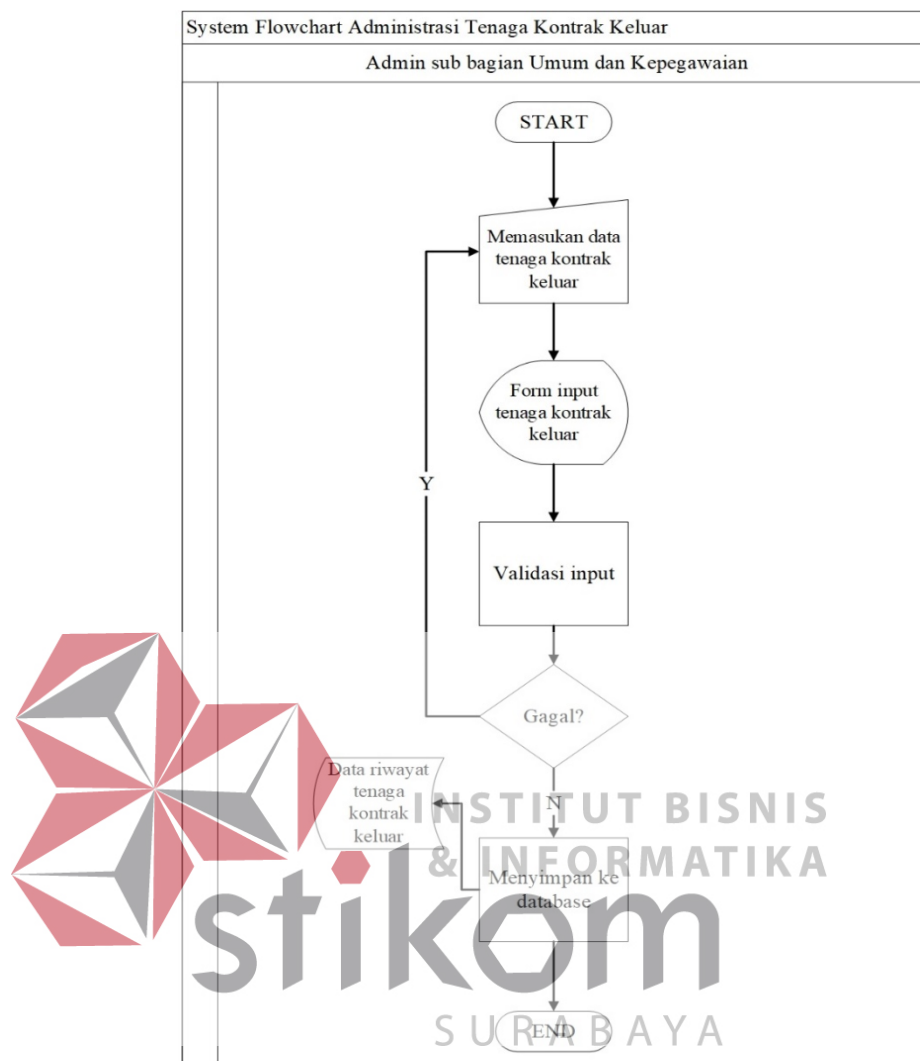 System Flowchart Administrasi Tenaga Kontrak Keluar
Admin sub bagian Umum dan Kepegawaian
START
Memasukan data
tenaga kontrak
keluar
Form input
tenaga kontrak
keluar
Y
Validasi input
Gagal?
N
Data riwayat
tenaga
kontrak
keluar
Menyimpan ke
database
END
INSTITUT BISNIS
& INFORMATIKA
stikom
SURABAYA